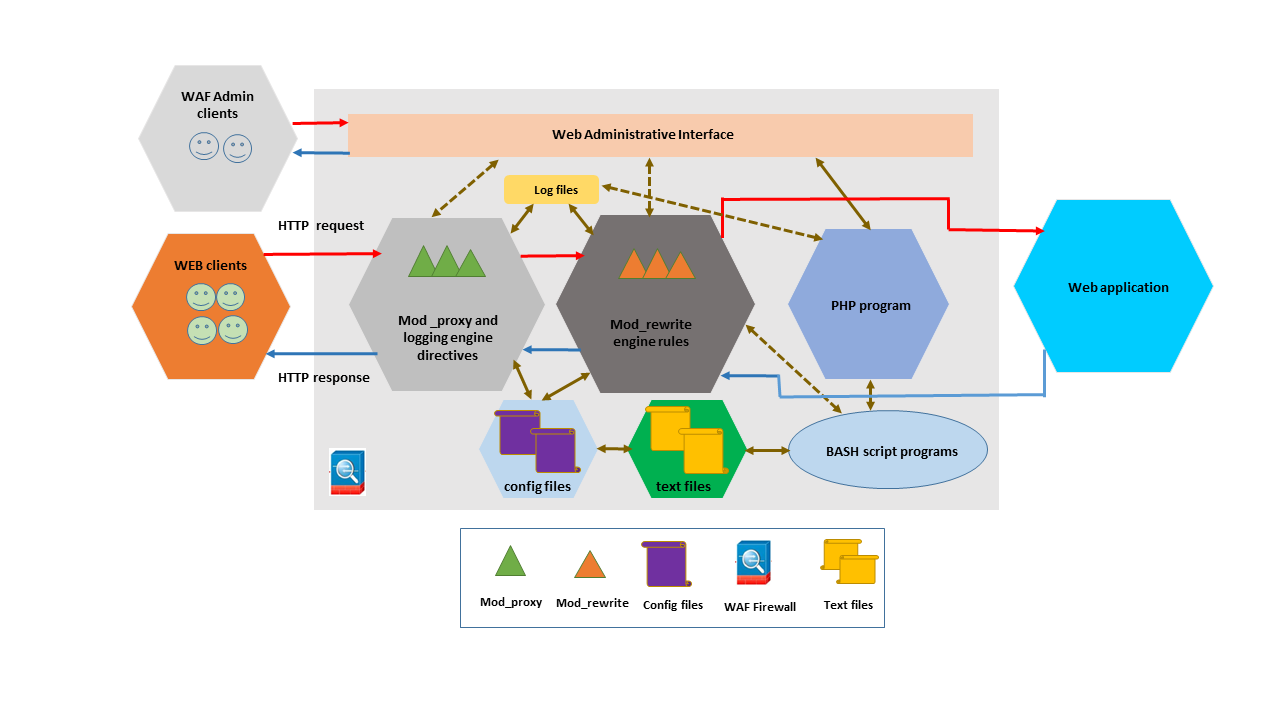 WAF Admin
clients
Web Administrative Interface
Log files
HTTP request
WEB clients
Mod _proxy and
logging engine
directives
Mod_rewrite
engine rules
PHP program
Web application
HTTP response
config files
text files
BASH script programs
Mod_proxy
Mod_rewrite
Config files
WAF Firewall
Text files